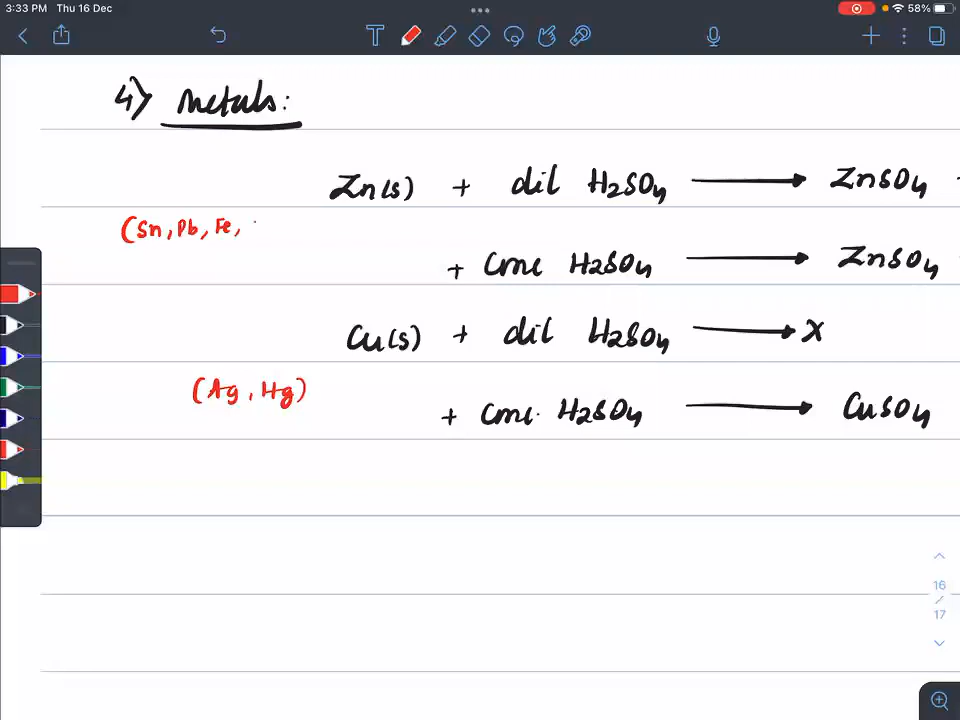 3:33 PM Thu 16 Dec 58%
4) Metals:
Zn(s) + dil H2SO4 → ZnSO4
(Sn, Pb, Fe,
+ Conc H2SO4 → ZnSO4
Cu(s) + dil H2SO4 → X
(Ag, Hg)
+ Conc. H2SO4 → CuSO4
16
/
17